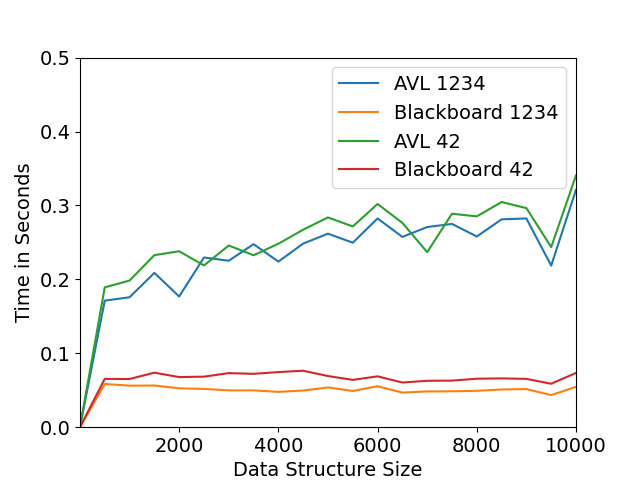 0.5
0.4
0.3
0.2
0.1
0.0
Time in Seconds
AVL 1234
Blackboard 1234
AVL 42
Blackboard 42
2000 4000 6000 8000 10000
Data Structure Size